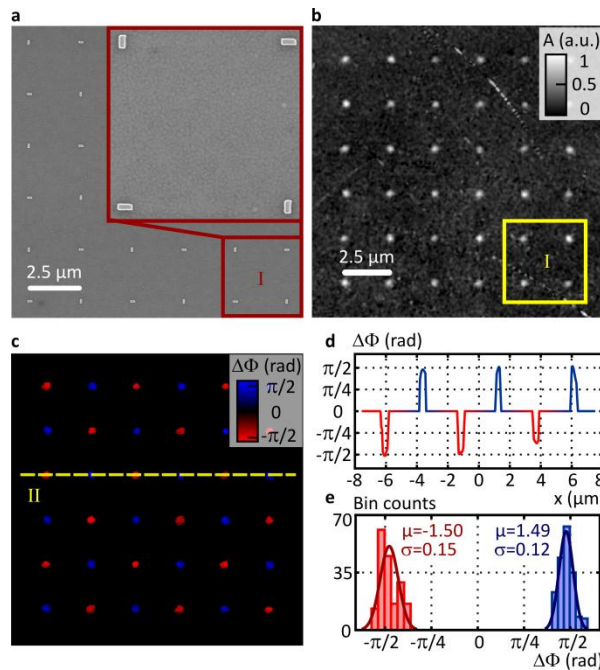 a
I
2.5 µm
b
A (a.u.)
1
0.5
0
I
2.5 µm
c
ΔΦ (rad)
π/2
0
-π/2
II
d
ΔΦ (rad)
π/2
π/4
0
-π/4
-π/2
-8 -6 -4 -2 0 2 4 6 8
x (µm)
e
Bin counts
70
35
0
µ=-1.50
σ=0.15
µ=1.49
σ=0.12
-π/2 -π/4 0 π/4 π/2
ΔΦ (rad)